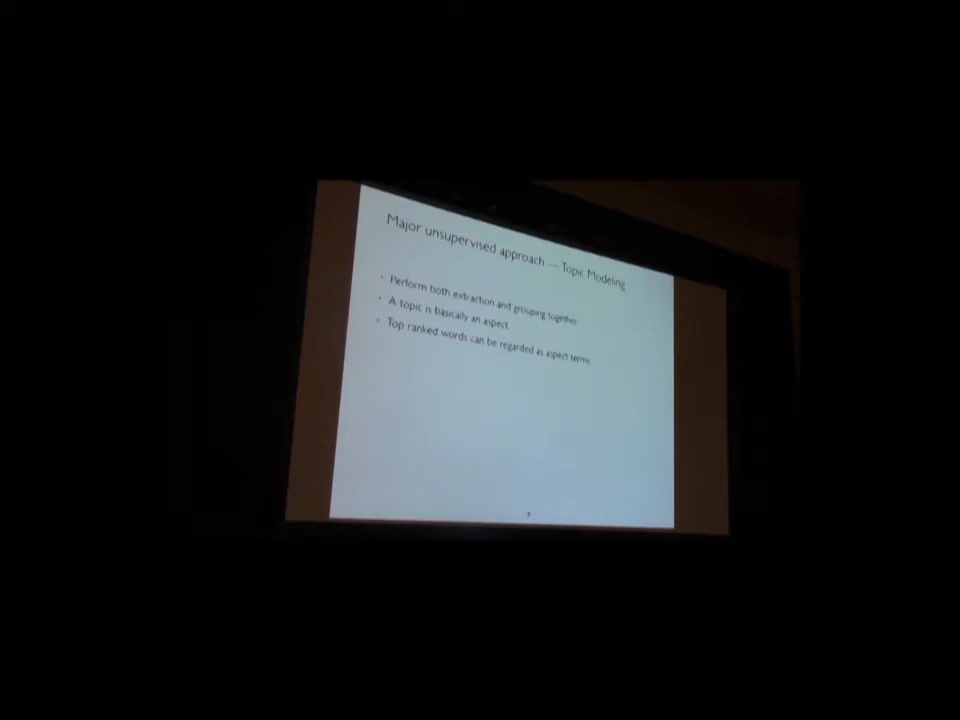 Major unsupervised approach — Topic Modeling
• Perform both extraction and grouping together.
• A topic is basically an aspect
• Top ranked words can be regarded as aspect terms